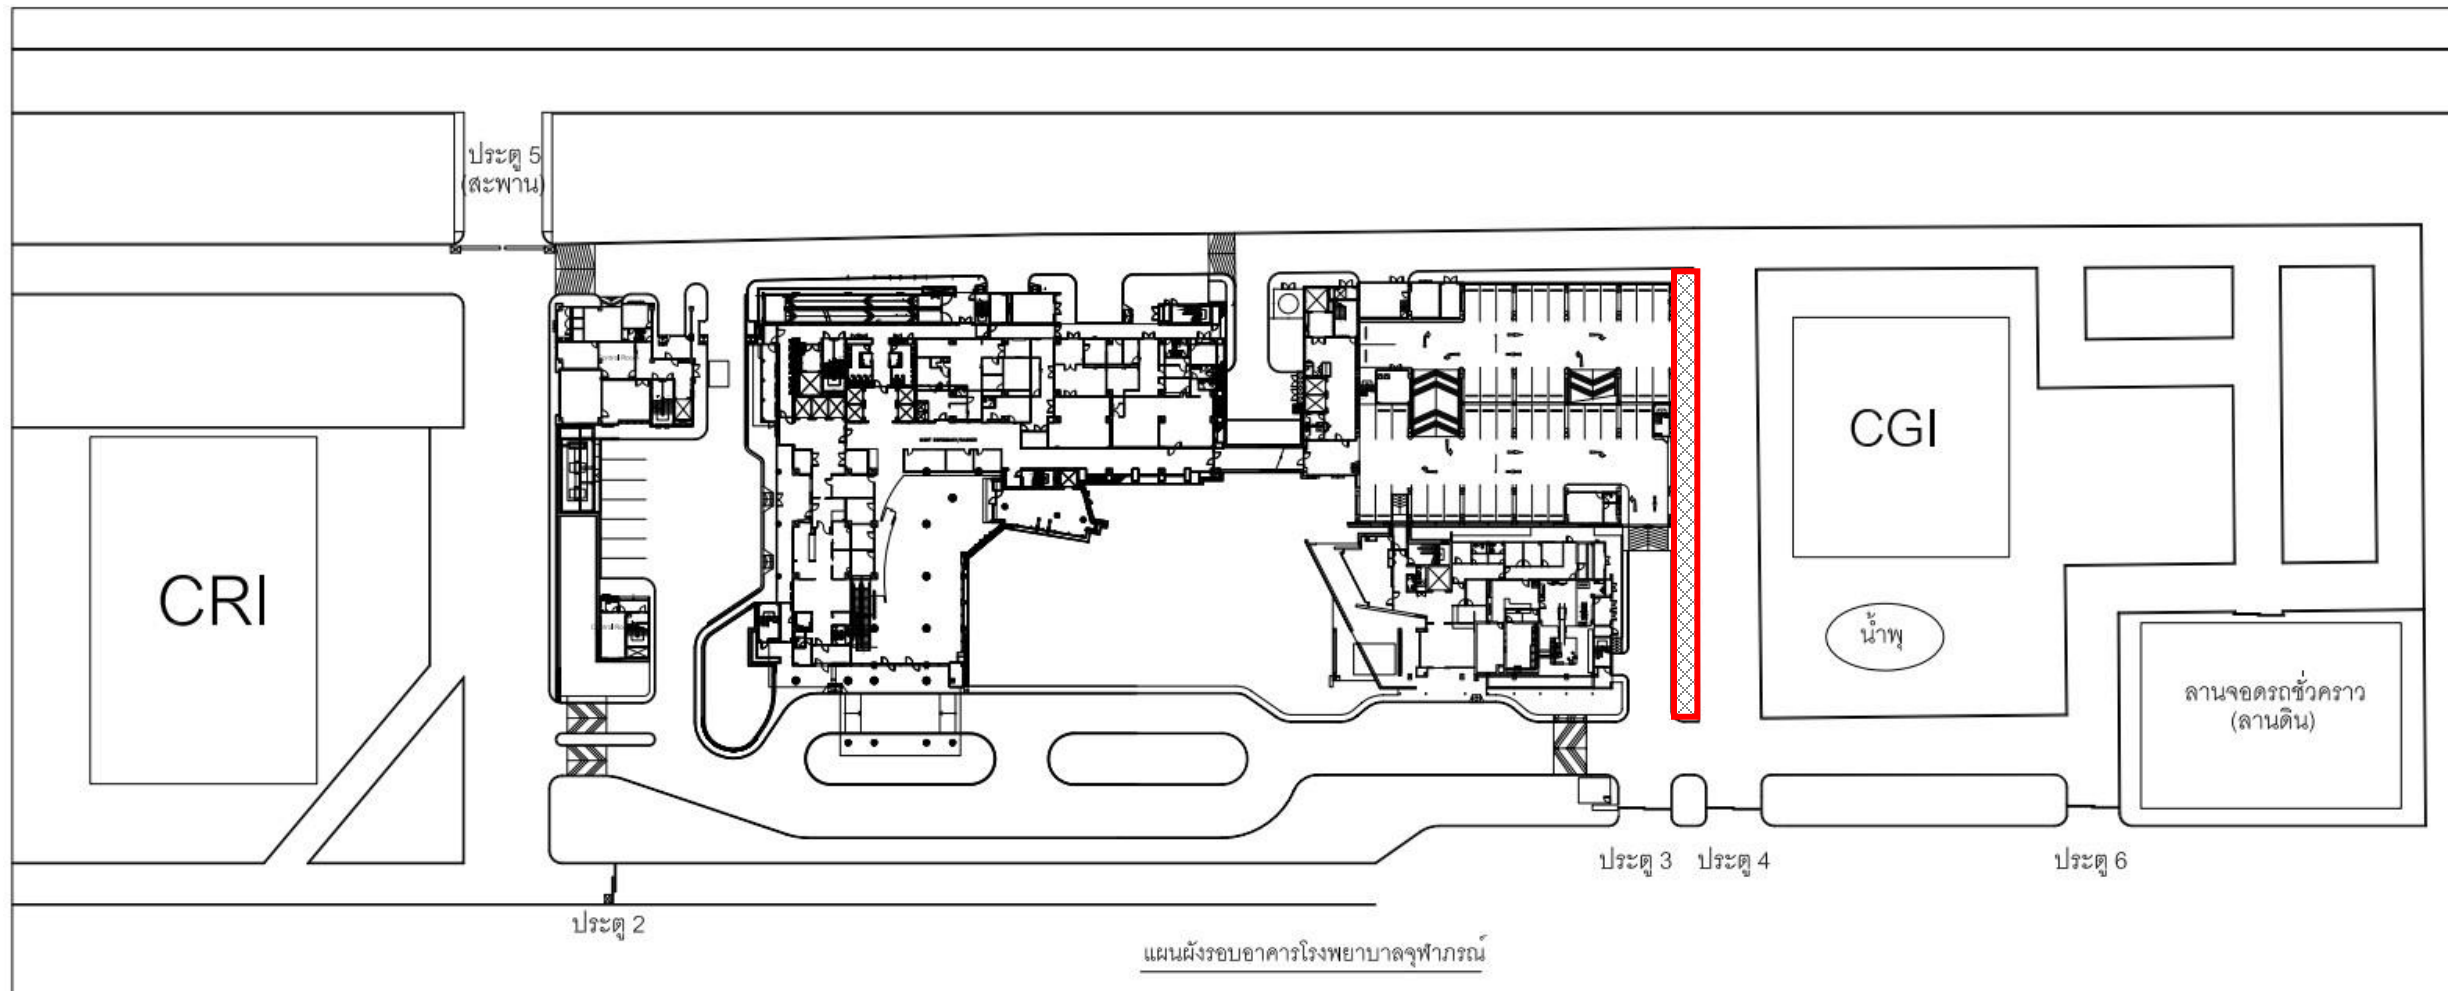 ประตู 5
(สะพาน)
CRI
CGI
น้ำพุ
ลานจอดรถชั่วคราว
(ลานดิน)
ประตู 3
ประตู 4
ประตู 6
ประตู 2
แผนผังรอบอาคารโรงพยาบาลจุฬาภรณ์